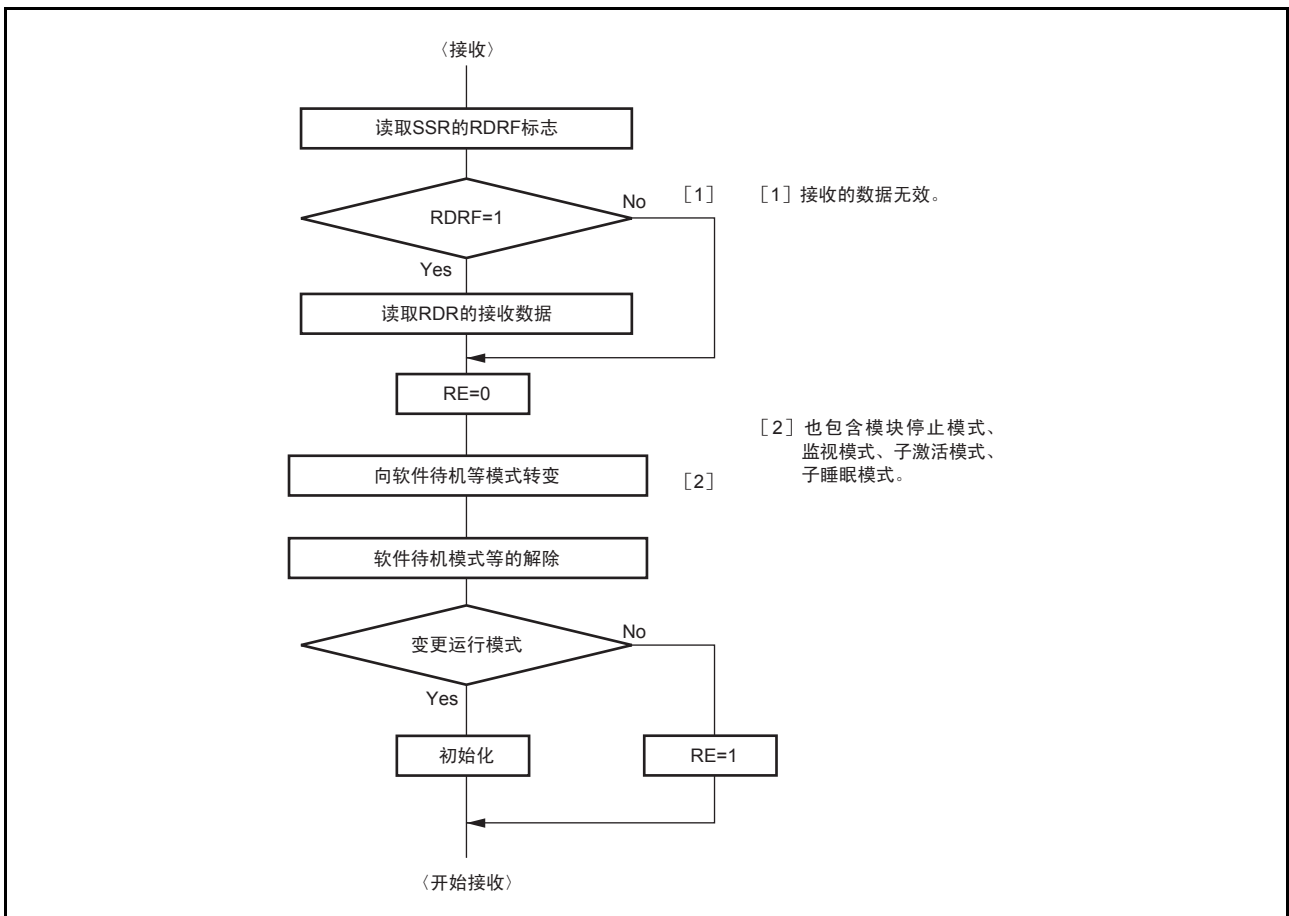 〈接收〉
读取SSR的RDRF标志
RDRF=1
No
［1］
［1］接收的数据无效。
Yes
读取RDR的接收数据
RE=0
向软件待机等模式转变
［2］
［2］也包含模块停止模式、
监视模式、子激活模式、
子睡眠模式。
软件待机模式等的解除
变更运行模式
No
Yes
初始化
RE=1
〈开始接收〉